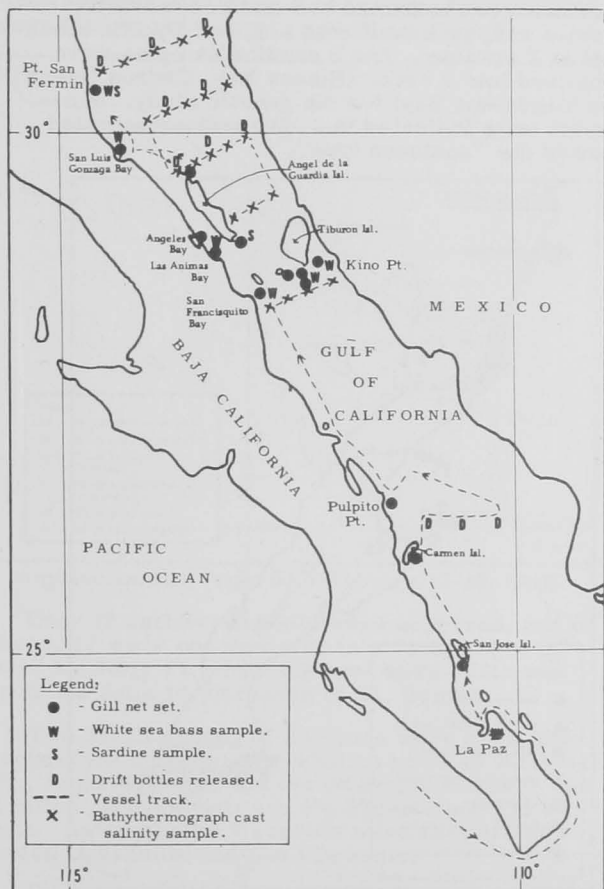 D
D
D
D
Pt. San
Fermin
WS
D
D
D
30°
W
San Luis
Gonzaga Bay
D
D
D
Angel de la
Guardia Isl.
Tiburon Isl.
Angeles
Bay
W
S
Las Animas
Bay
W
Kino Pt.
W
San
Francisquito
Bay
W
MEXICO
GULF
OF
CALIFORNIA
BAJA CALIFORNIA
Pulpito
Pt.
D D D
PACIFIC
OCEAN
Carmen Isl.
25°
San Jose Isl.
La Paz
Legend:
● - Gill net set.
W - White sea bass sample.
S - Sardine sample.
D - Drift bottles released.
---- - Vessel track.
X - Bathythermograph cast
salinity sample.
115°
110°